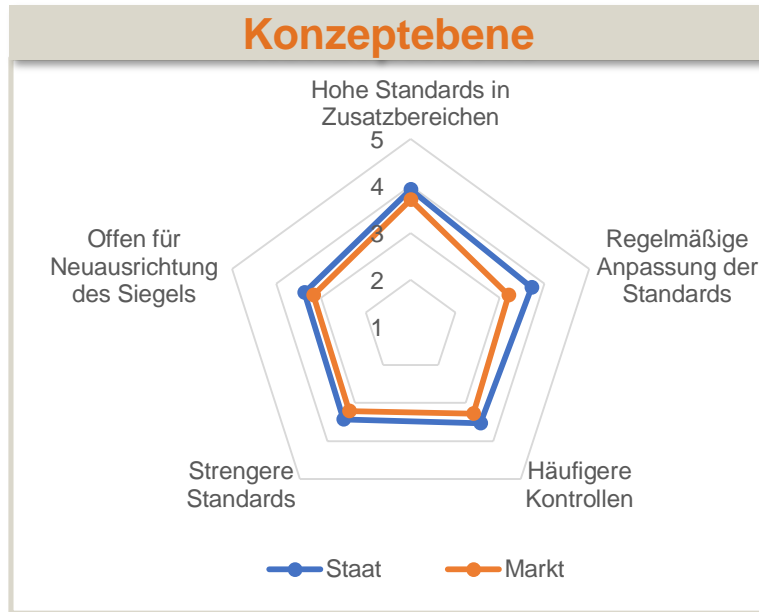 Konzeptebene
Hohe Standards in
Zusatzbereichen
5
4
3
2
1
Regelmäßige
Anpassung der
Standards
Häufigere
Kontrollen
Strengere
Standards
Offen für
Neuausrichtung
des Siegels
Staat
Markt